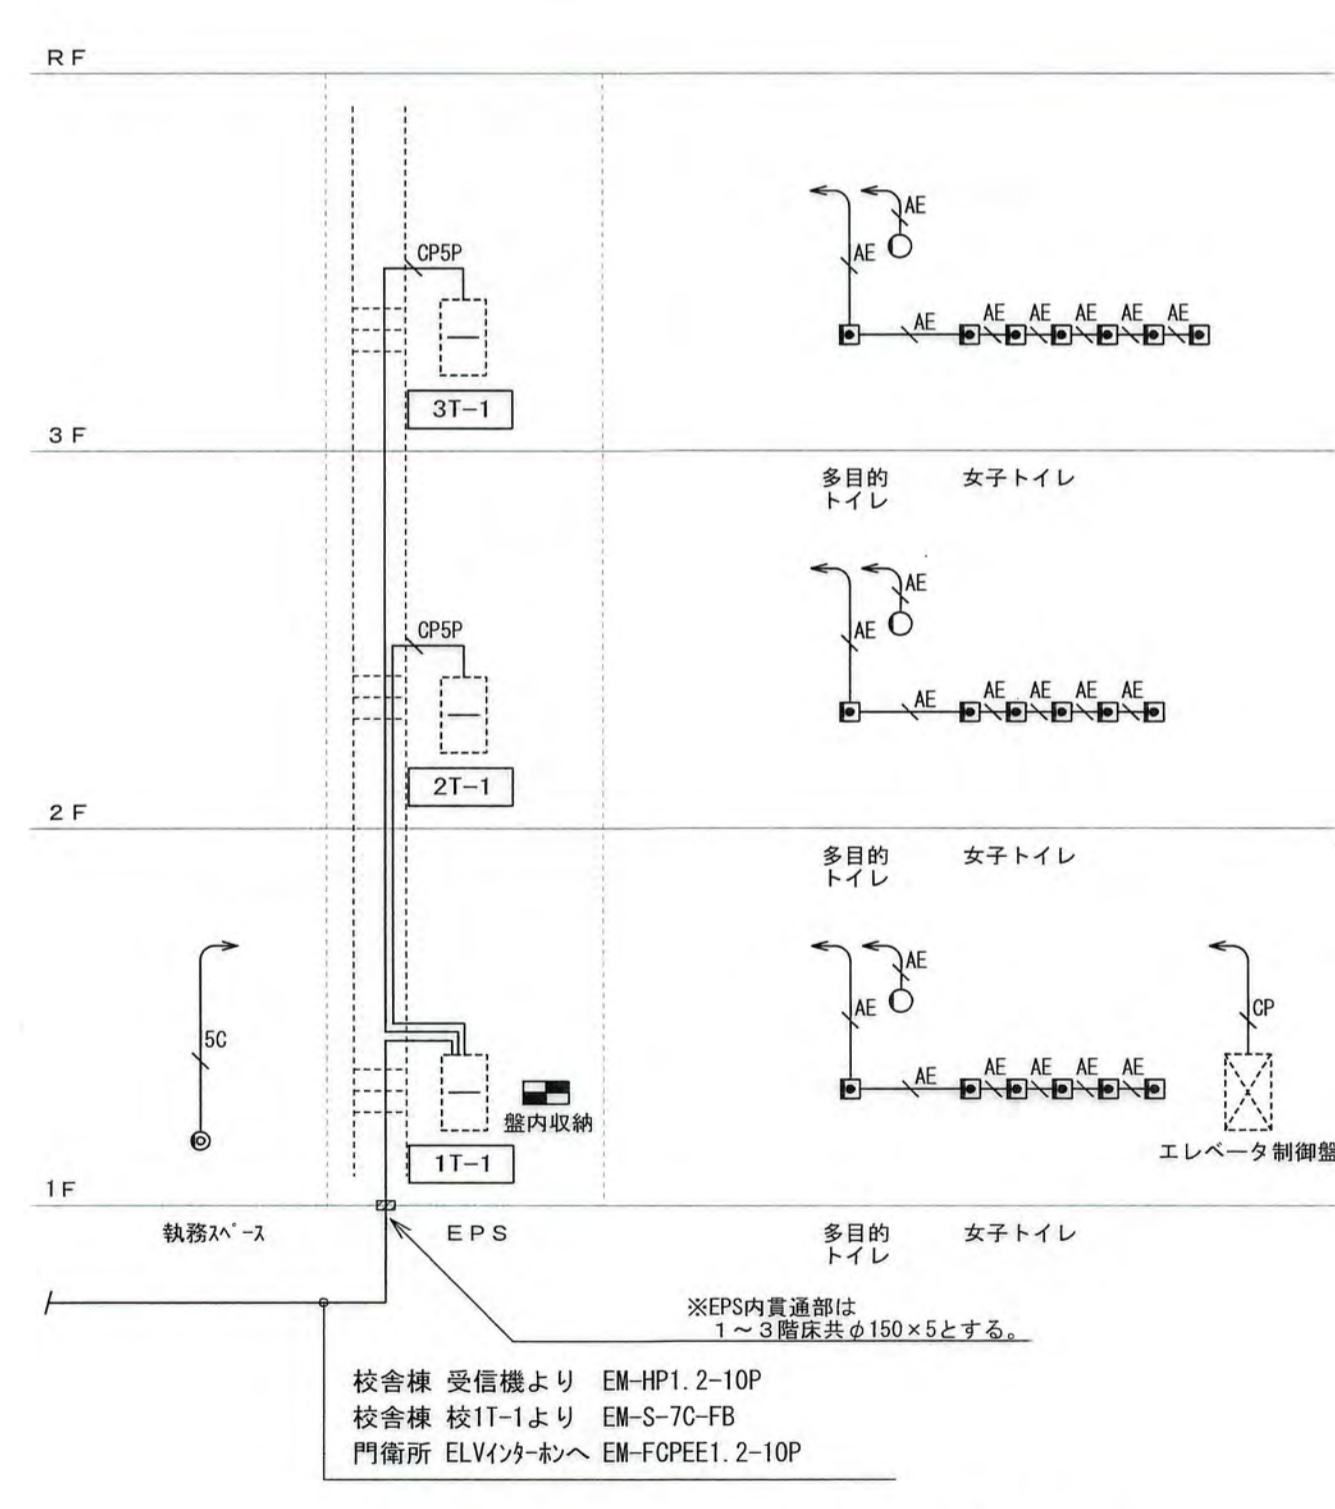 RF
AE
CP5P
AE
AE
AE
AE
AE
AE
AE
3T-1
3F
多目的
トイレ
女子トイレ
AE
CP5P
AE
AE
AE
AE
AE
AE
2T-1
2F
多目的
トイレ
女子トイレ
AE
5C
AE
CP
AE
AE
AE
AE
AE
盤内収納
エレベータ制御盤
1T-1
1F
執務スペース
EPS
多目的
トイレ
女子トイレ
※EPS内貫通部は
1~3階床共φ150×5とする。
校舎棟 受信機より EM-HP1.2-10P
校舎棟 校1T-1より EM-S-7C-FB
門衛所 ELVインターホンへ EM-FCPEE1.2-10P